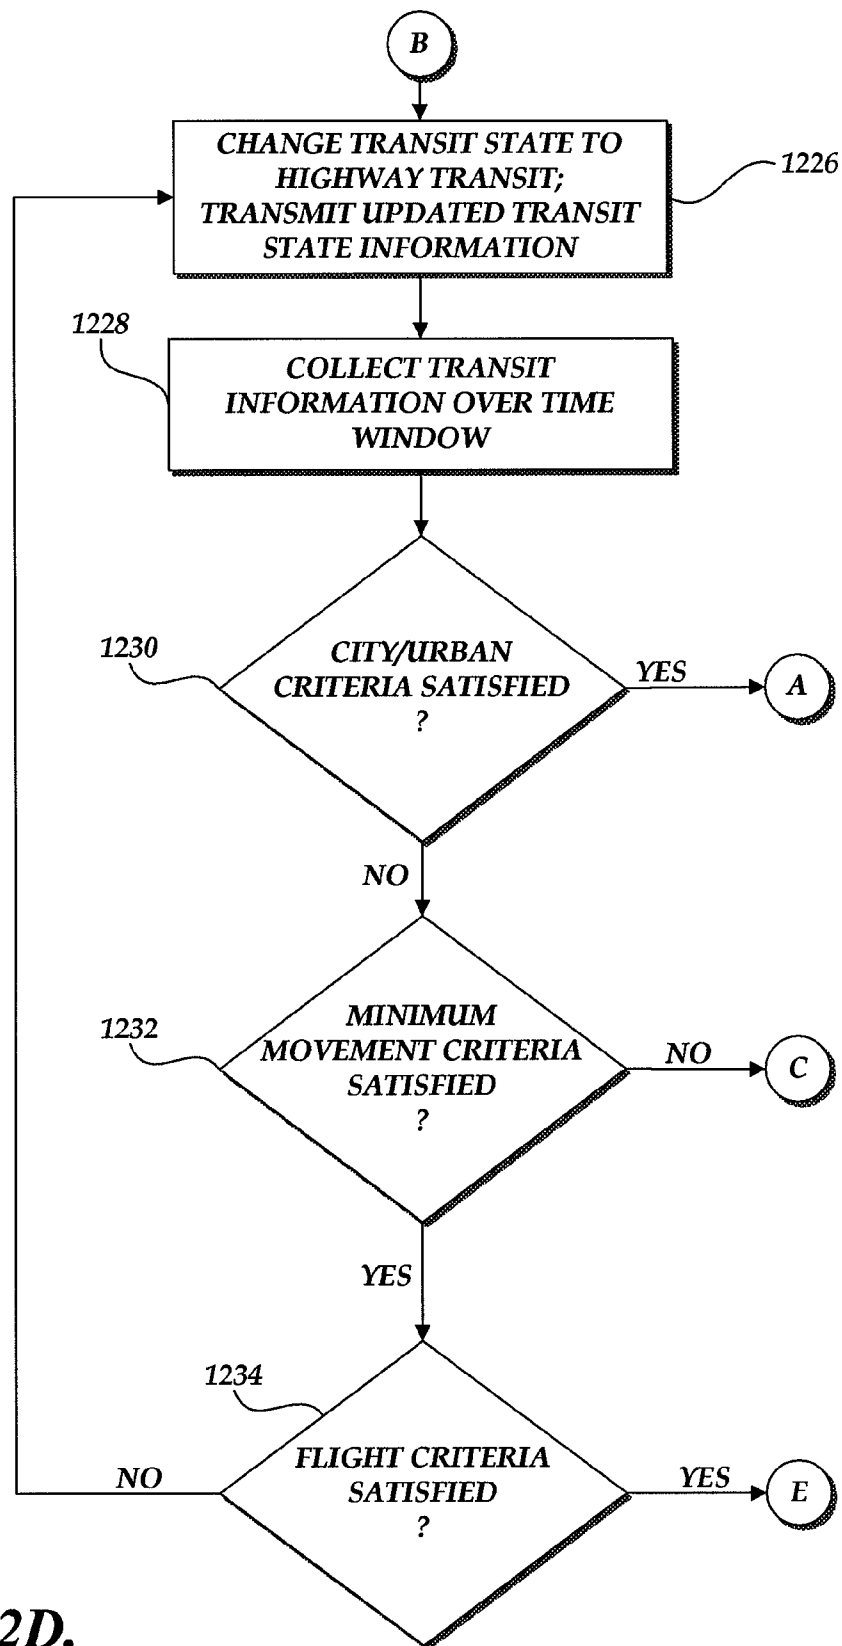 B
CHANGE TRANSIT STATE TO
HIGHWAY TRANSIT;
TRANSMIT UPDATED TRANSIT
STATE INFORMATION
1226
1228
COLLECT TRANSIT
INFORMATION OVER TIME
WINDOW
1230
CITY/URBAN
CRITERIA SATISFIED
?
YES
A
NO
1232
MINIMUM
MOVEMENT CRITERIA
SATISFIED
?
NO
C
YES
1234
FLIGHT CRITERIA
SATISFIED
?
NO
YES
E
2D.